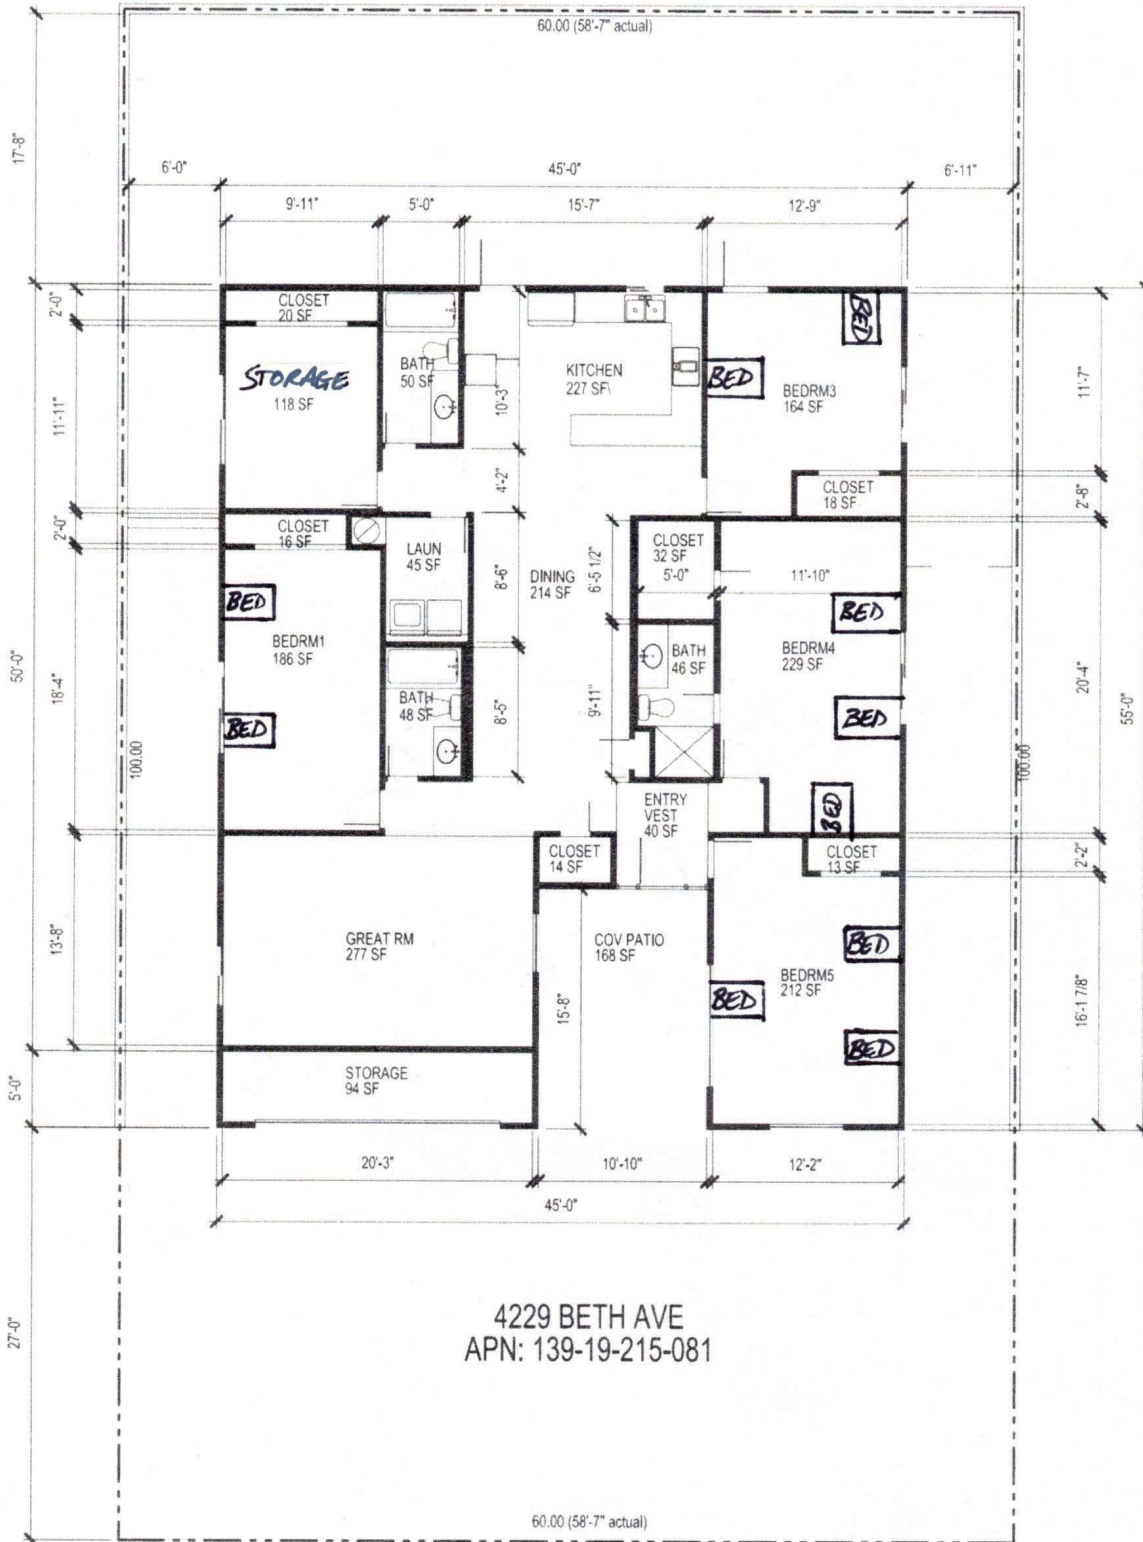 60.00 (58'-7" actual)
17'-8"
6'-0"
45'-0"
6'-11"
9'-11"
5'-0"
15'-7"
12'-9"
2'-0"
CLOSET
20 SF
STORAGE
118 SF
11'-11"
BATH
50 SF
10'-3"
KITCHEN
227 SF\
BED
BED
BEDRM3
164 SF
11'-7"
4'-2"
CLOSET
18 SF
2'-8"
2'-0"
CLOSET
16 SF
LAUN
45 SF
8'-6"
DINING
214 SF
6'-5 1/2"
CLOSET
32 SF
5'-0"
11'-10"
BED
BED
BEDRM1
186 SF
BATH
46 SF
BEDRM4
229 SF
50'-0"
18'-4"
BATH
48 SF
8'-5"
9'-11"
20'-4"
55'-0"
BED
BED
100.00
100.00
ENTRY
VEST
40 SF
BED
CLOSET
14 SF
CLOSET
13 SF
2'-2"
13'-8"
GREAT RM
277 SF
COV PATIO
168 SF
BED
BEDRM5
212 SF
BED
15'-8"
16'-1 7/8"
BED
5'-0"
STORAGE
94 SF
20'-3"
10'-10"
12'-2"
45'-0"
27'-0"
4229 BETH AVE
APN: 139-19-215-081
60.00 (58'-7" actual)